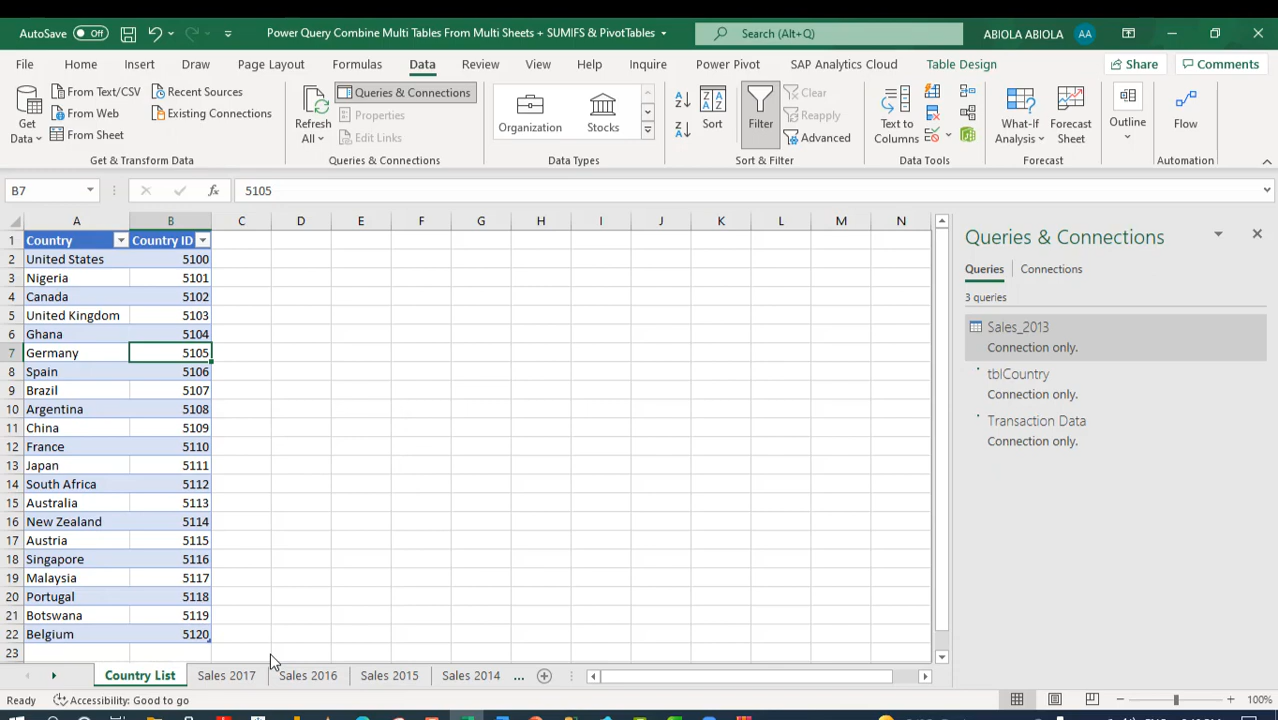 AutoSave Off Power Query Combine Multi Tables From Multi Sheets + SUMIFS & PivotTables Search (Alt+Q) ABIOLA ABIOLA AA
File Home Insert Draw Page Layout Formulas Data Review View Help Inquire Power Pivot SAP Analytics Cloud Table Design Share Comments
Get Data
From Text/CSV
From Web
From Sheet
Recent Sources
Existing Connections
Get & Transform Data
Refresh All
Queries & Connections
Properties
Edit Links
Queries & Connections
Organization
Stocks
Data Types
Sort
Filter
Clear
Reapply
Advanced
Sort & Filter
Text to Columns
Data Tools
What-If Analysis
Forecast Sheet
Forecast
Outline
Flow
Automation
B7 fx 5105
A B C D E F G H I J K L M N
1 Country Country ID
2 United States 5100
3 Nigeria 5101
4 Canada 5102
5 United Kingdom 5103
6 Ghana 5104
7 Germany 5105
8 Spain 5106
9 Brazil 5107
10 Argentina 5108
11 China 5109
12 France 5110
13 Japan 5111
14 South Africa 5112
15 Australia 5113
16 New Zealand 5114
17 Austria 5115
18 Singapore 5116
19 Malaysia 5117
20 Portugal 5118
21 Botswana 5119
22 Belgium 5120
23
Queries & Connections
Queries Connections
3 queries
Sales_2013
Connection only.
tblCountry
Connection only.
Transaction Data
Connection only.
Country List Sales 2017 Sales 2016 Sales 2015 Sales 2014 ...
Ready Accessibility: Good to go 100%